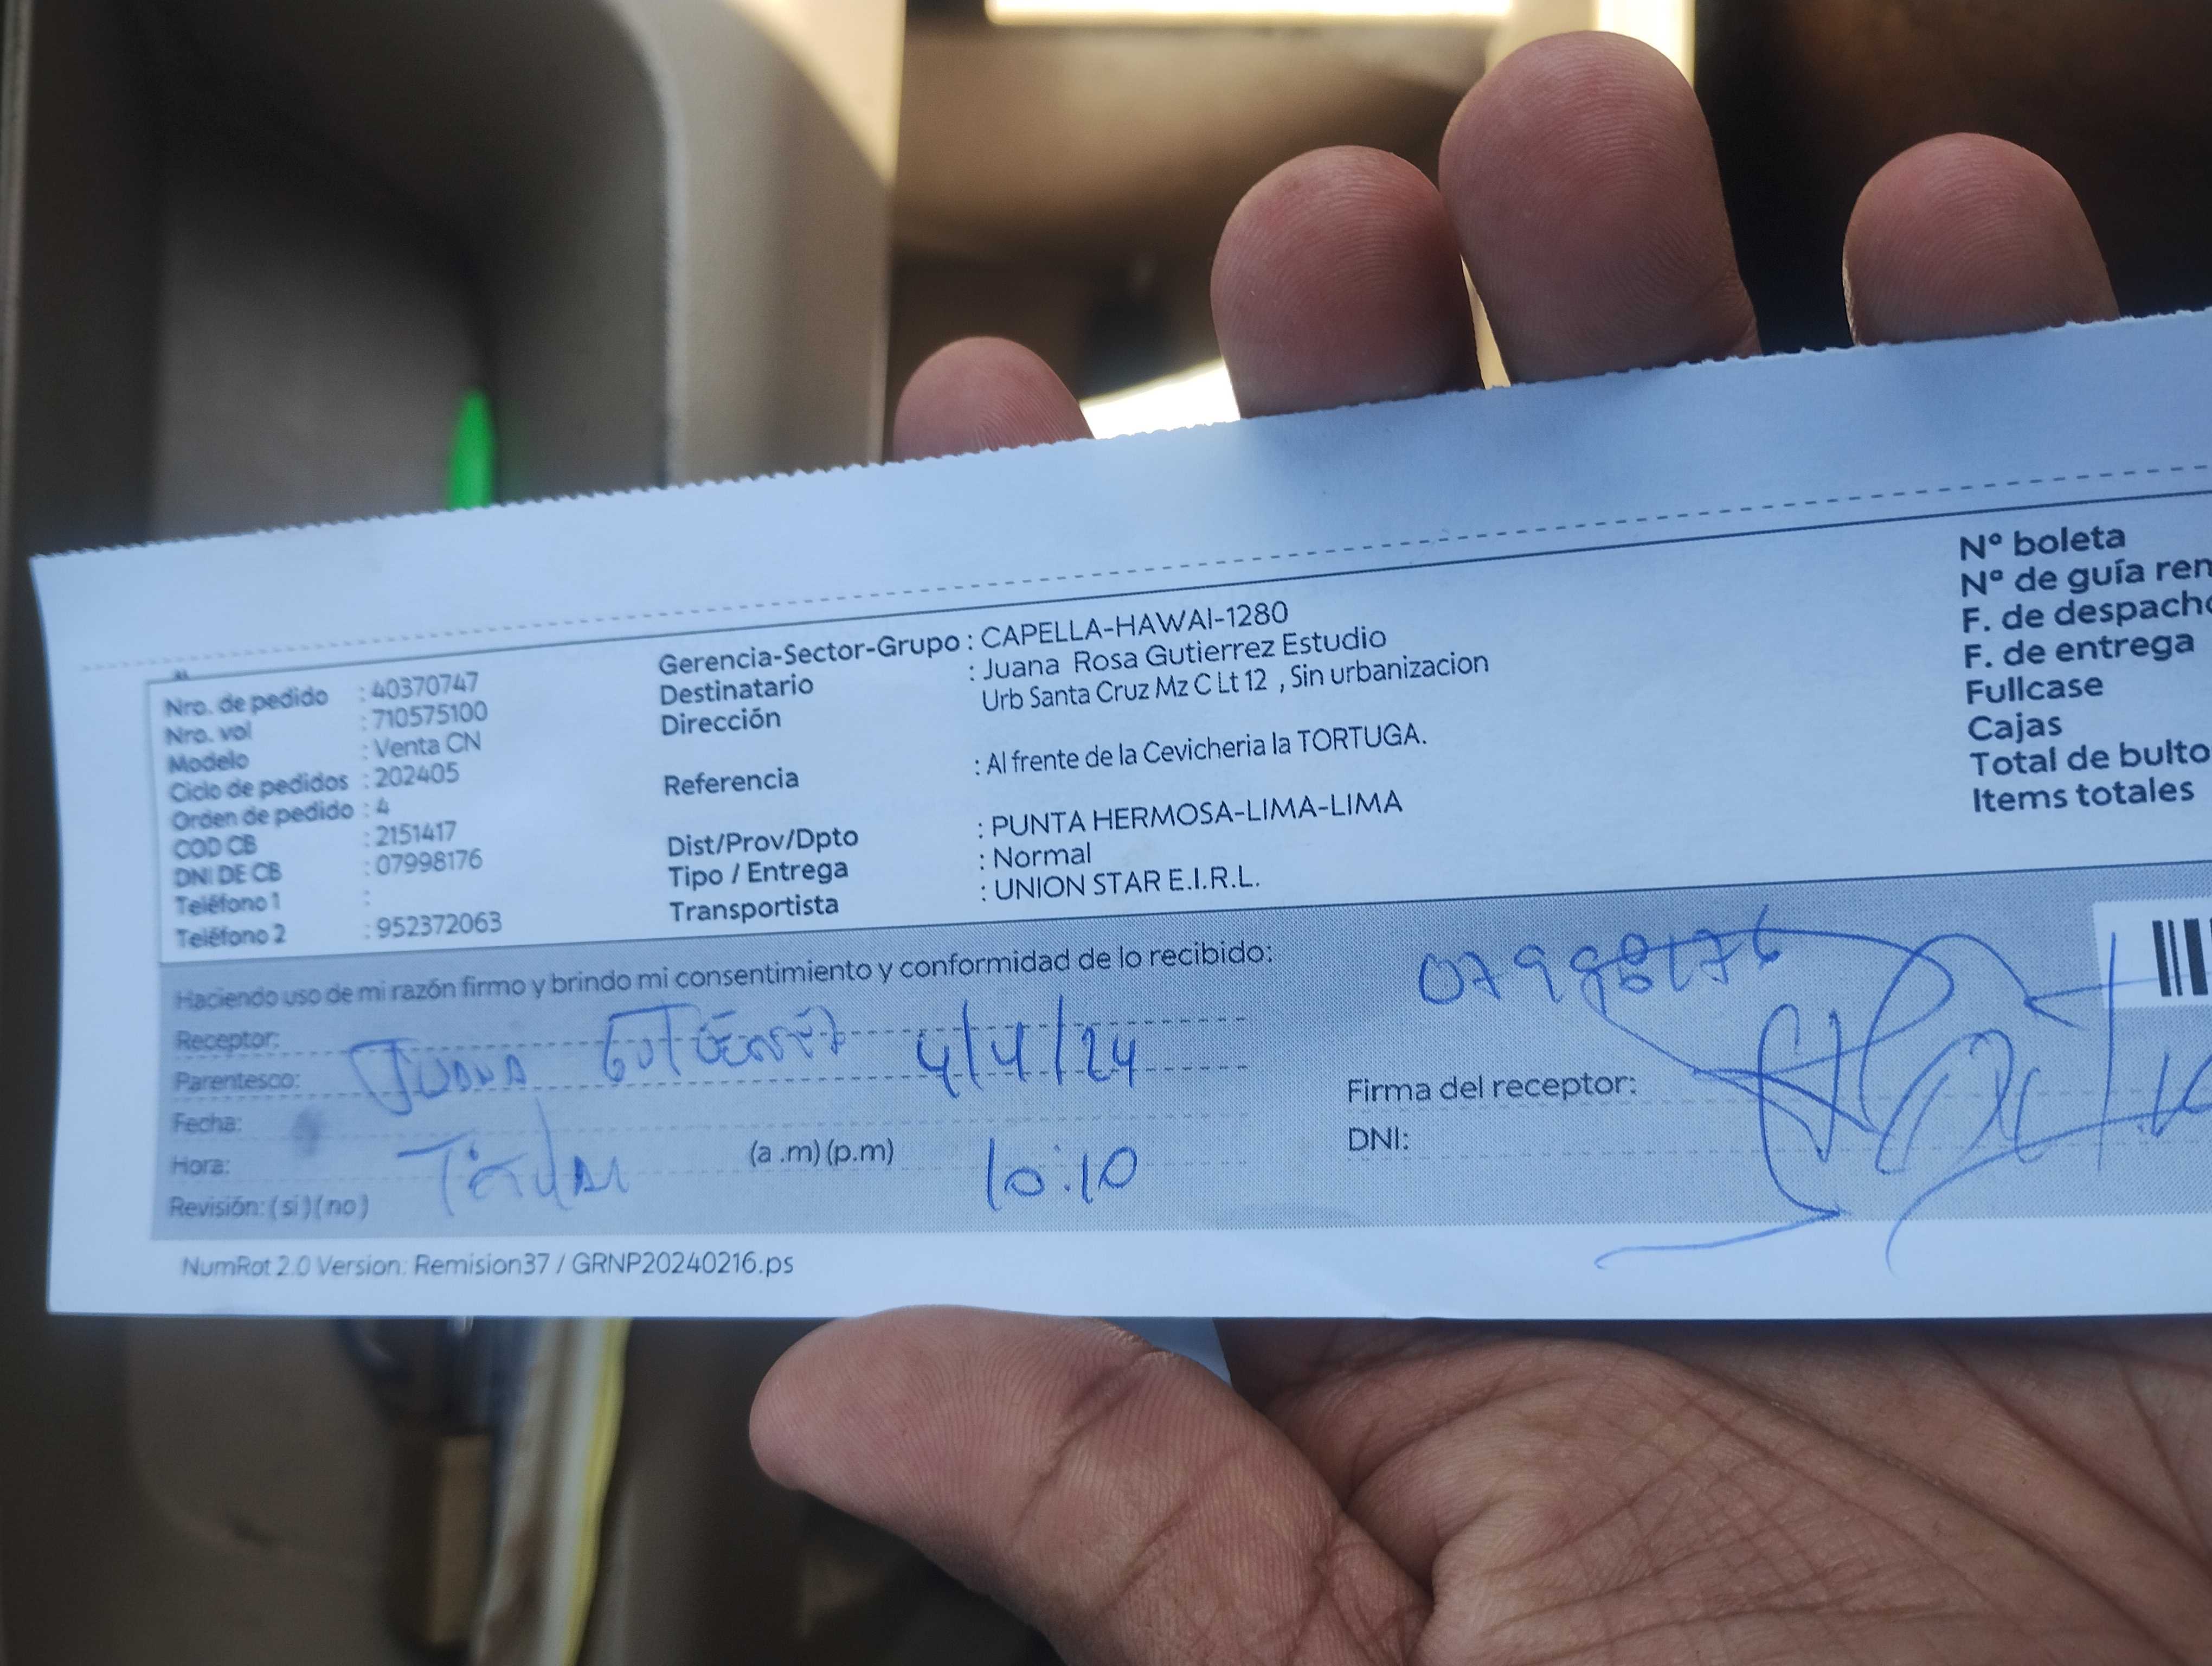 Nro. de pedido : 40370747
Nro. vol : 710575100
Modelo : Venta CN
Ciclo de pedidos : 202405
Orden de pedido : 4
COD CB : 2151417
DNI DE CB : 07998176
Teléfono 1 :
Teléfono 2 : 952372063
Gerencia-Sector-Grupo : CAPELLA-HAWAI-1280
Destinatario : Juana Rosa Gutierrez Estudio
Dirección Urb Santa Cruz Mz C Lt 12 , Sin urbanizacion
Referencia : Al frente de la Cevicheria la TORTUGA.
Dist/Prov/Dpto : PUNTA HERMOSA-LIMA-LIMA
Tipo / Entrega : Normal
Transportista : UNION STAR E.I.R.L.
Nº boleta
Nº de guía ren
F. de despacho
F. de entrega
Fullcase
Cajas
Total de bulto
Items totales
Haciendo uso de mi razón firmo y brindo mi consentimiento y conformidad de lo recibido:
07998176
Receptor:
JUANA GUTIERREZ 4/4/24
Parentesco:
Fecha:
Hora: Titular (a .m) (p.m) 10:10
Revisión: ( si ) ( no )
Firma del receptor:
DNI:
NumRot 2.0 Version: Remision37 / GRNP20240216.ps